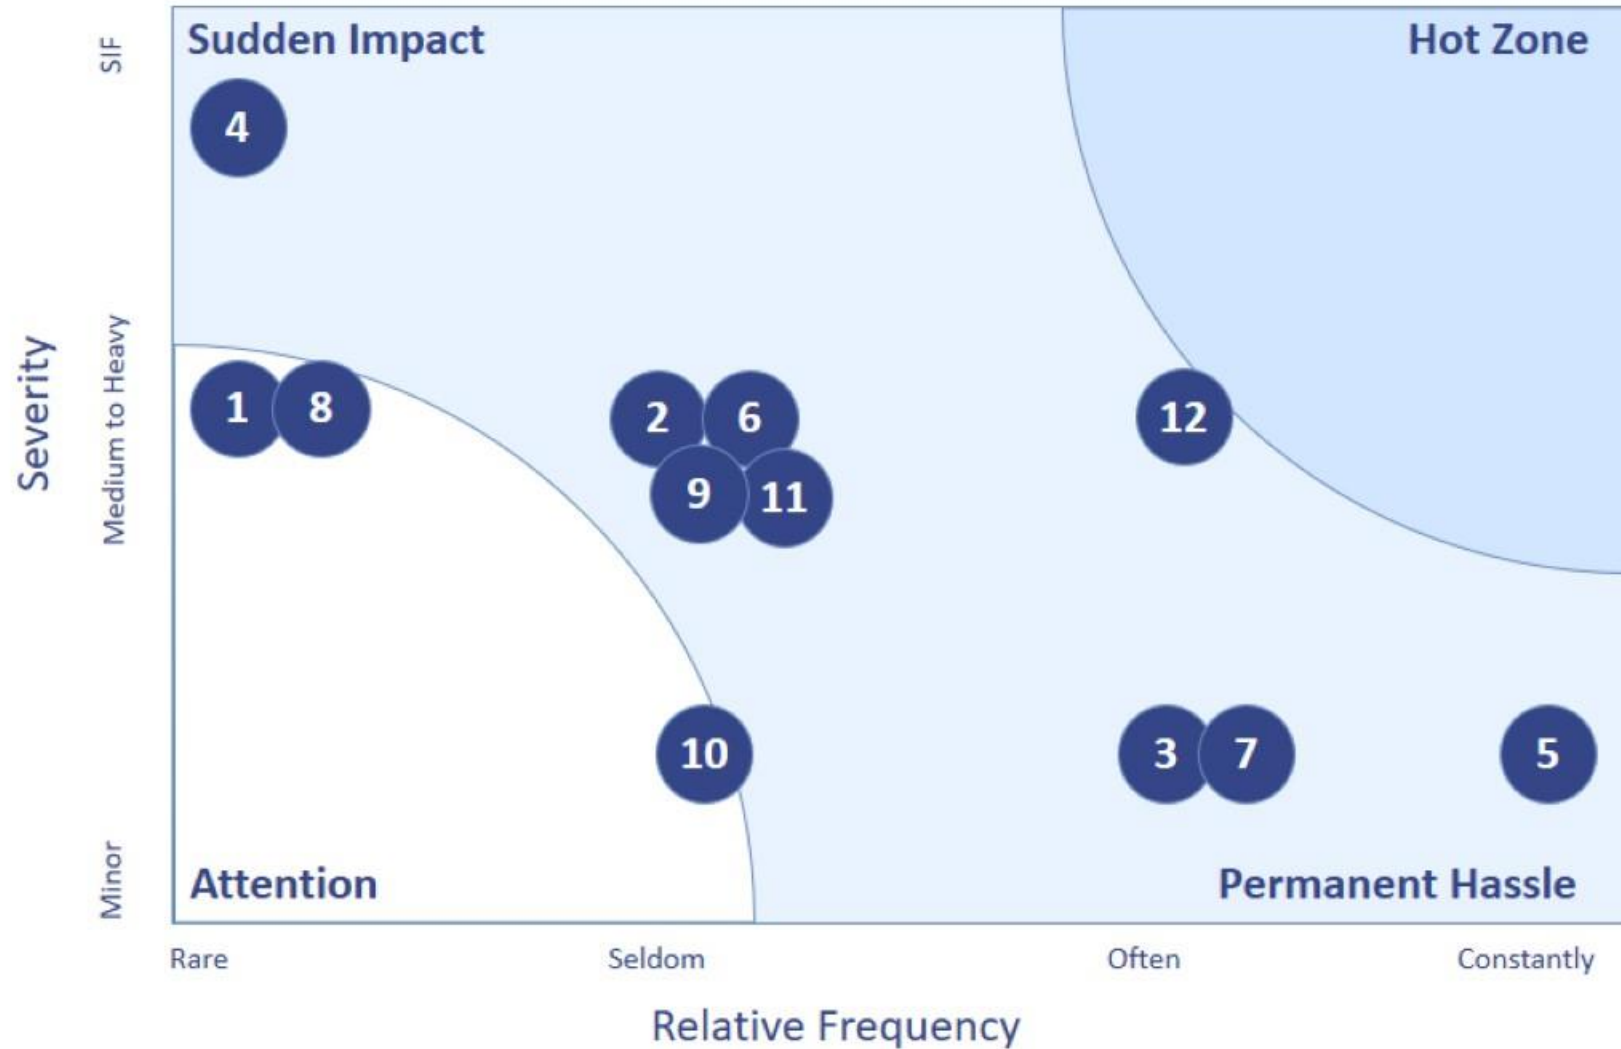 SIF
Sudden Impact
Hot Zone
4
Severity
Medium to Heavy
1
8
2
6
12
9
11
10
3
7
5
Minor
Attention
Permanent Hassle
Rare
Seldom
Often
Constantly
Relative Frequency